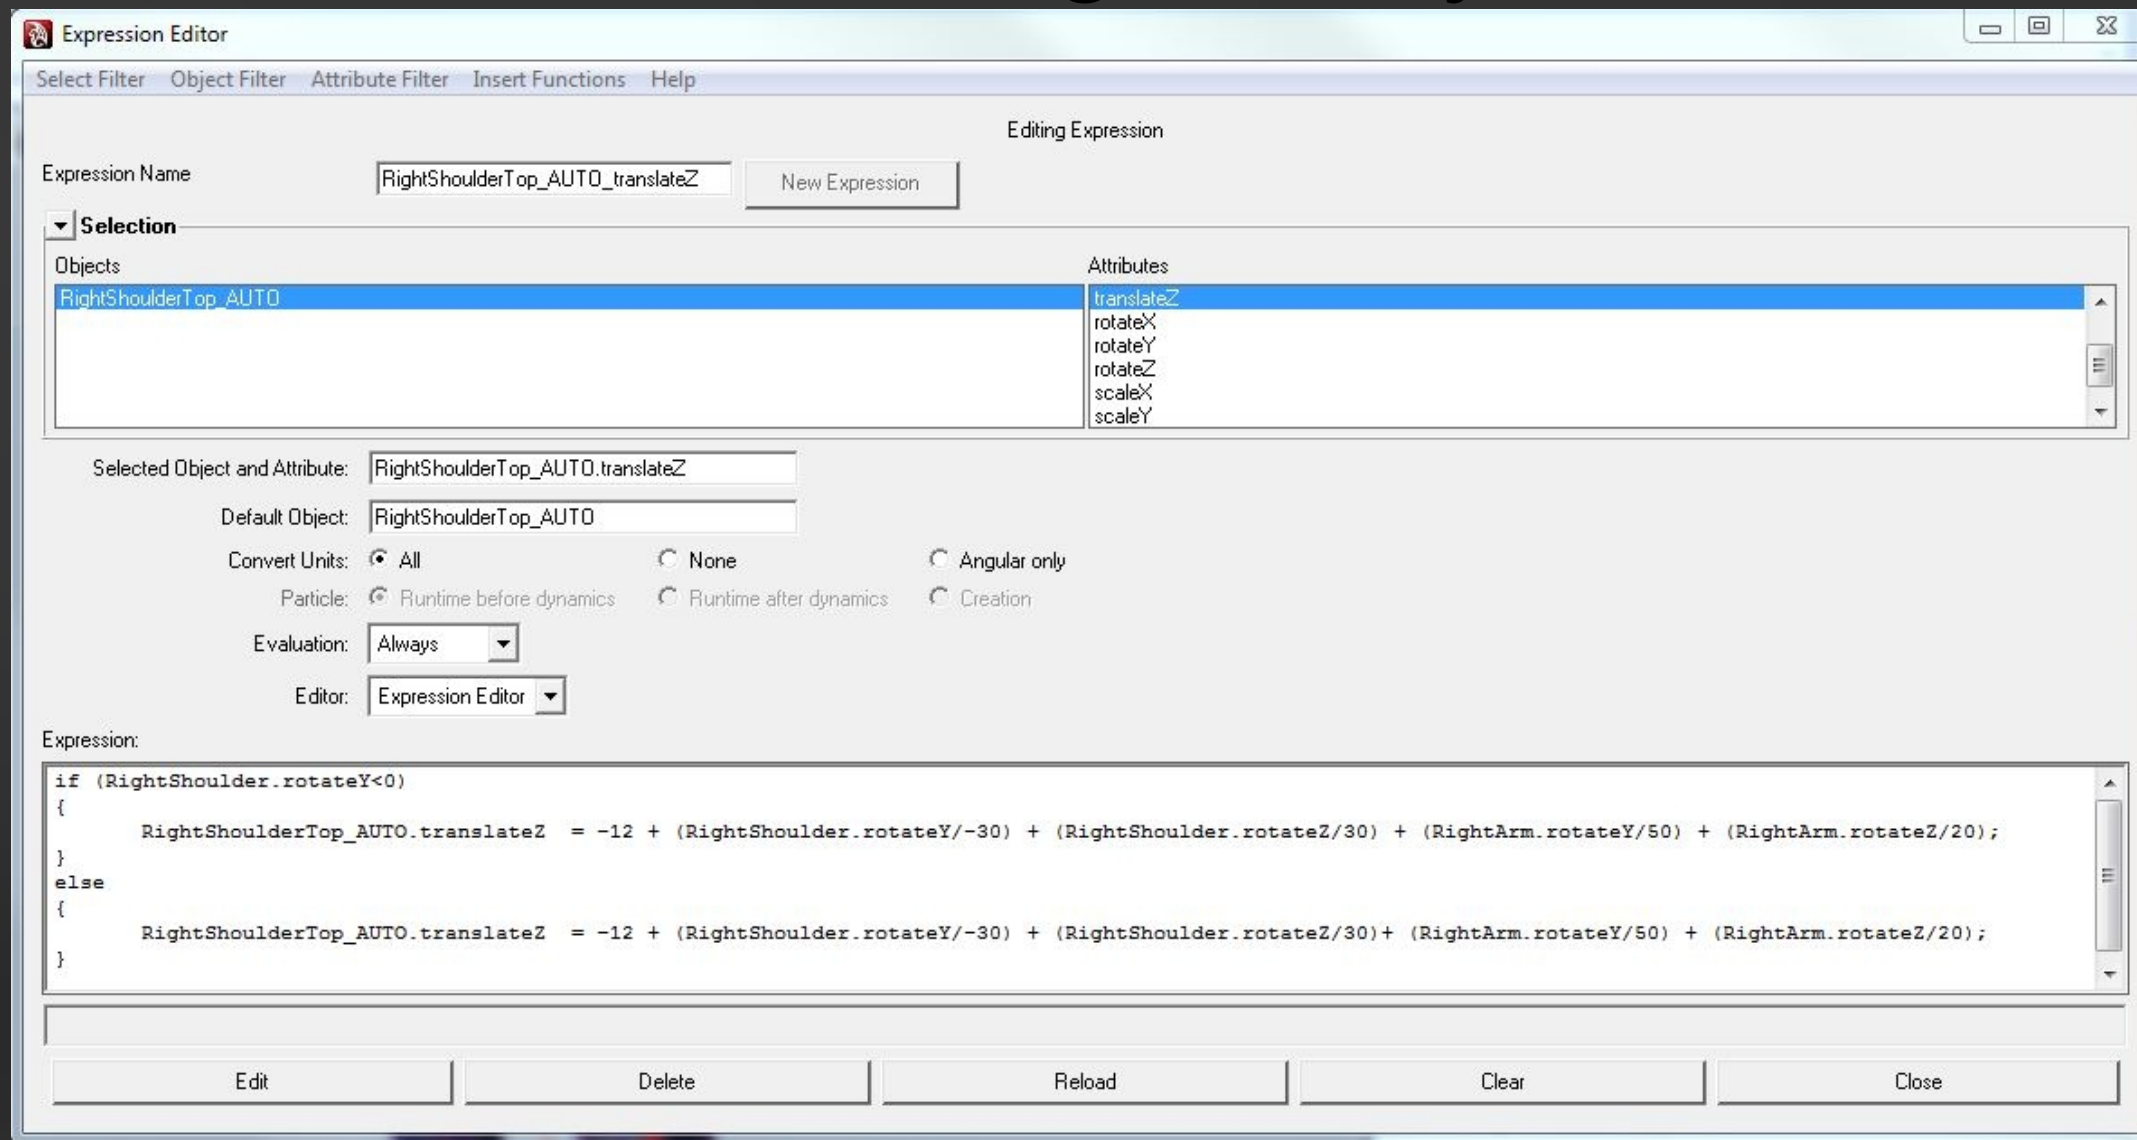 Expression Editor
Select Filter Object Filter Attribute Filter Insert Functions Help
Editing Expression
Expression Name RightShoulderTop_AUTO_translateZ New Expression
Selection
Objects Attributes
RightShoulderTop_AUTO translateZ
rotateX
rotateY
rotateZ
scaleX
scaleY
Selected Object and Attribute: RightShoulderTop_AUTO.translateZ
Default Object: RightShoulderTop_AUTO
Convert Units: All None Angular only
Particle: Runtime before dynamics Runtime after dynamics Creation
Evaluation: Always
Editor: Expression Editor
Expression:
if (RightShoulder.rotateY<0)
{
RightShoulderTop_AUTO.translateZ = -12 + (RightShoulder.rotateY/-30) + (RightShoulder.rotateZ/30) + (RightArm.rotateY/50) + (RightArm.rotateZ/20);
}
else
{
RightShoulderTop_AUTO.translateZ = -12 + (RightShoulder.rotateY/-30) + (RightShoulder.rotateZ/30)+ (RightArm.rotateY/50) + (RightArm.rotateZ/20);
}
Edit Delete Reload Clear Close